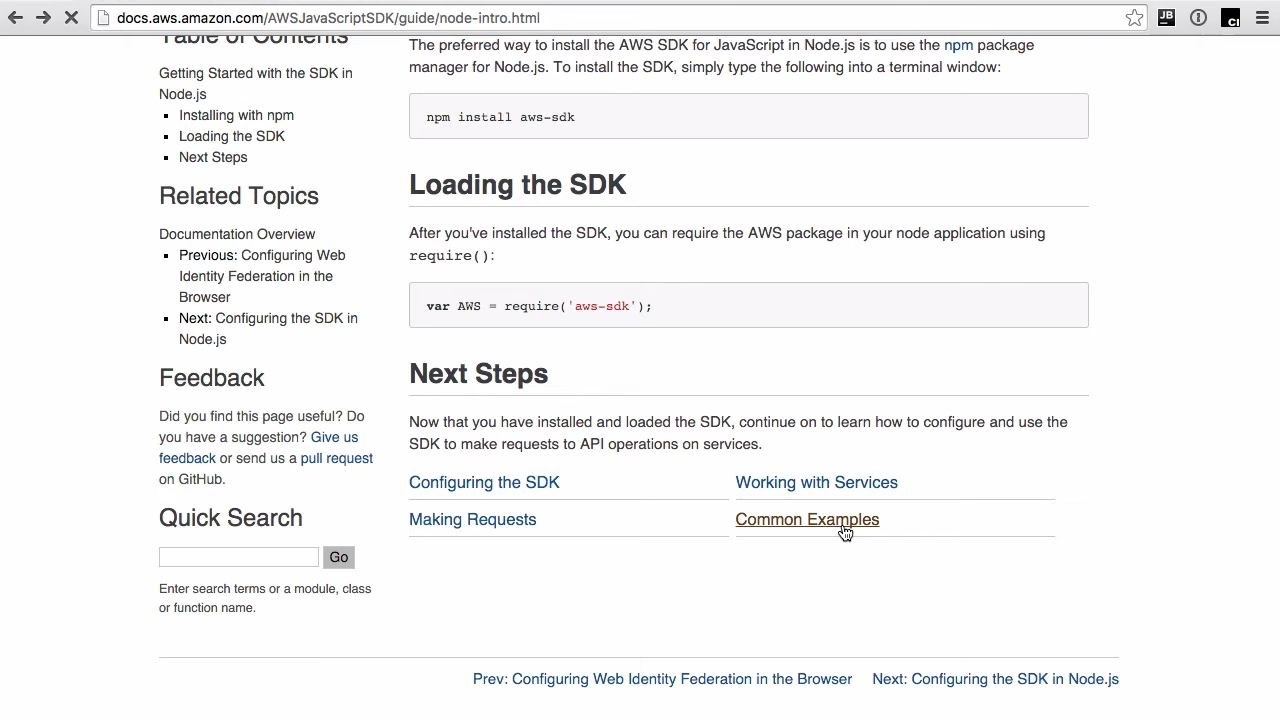 docs.aws.amazon.com/AWSJavaScriptSDK/guide/node-intro.html
JB
CI
Table of Contents
Getting Started with the SDK in
Node.js
Installing with npm
Loading the SDK
Next Steps
Related Topics
Documentation Overview
Previous: Configuring Web
Identity Federation in the
Browser
Next: Configuring the SDK in
Node.js
Feedback
Did you find this page useful? Do
you have a suggestion? Give us
feedback or send us a pull request
on GitHub.
Quick Search
Go
Enter search terms or a module, class
or function name.
The preferred way to install the AWS SDK for JavaScript in Node.js is to use the npm package
manager for Node.js. To install the SDK, simply type the following into a terminal window:
npm install aws-sdk
Loading the SDK
After you've installed the SDK, you can require the AWS package in your node application using
require():
var AWS = require('aws-sdk');
Next Steps
Now that you have installed and loaded the SDK, continue on to learn how to configure and use the
SDK to make requests to API operations on services.
Configuring the SDK
Working with Services
Making Requests
Common Examples
Prev: Configuring Web Identity Federation in the Browser
Next: Configuring the SDK in Node.js